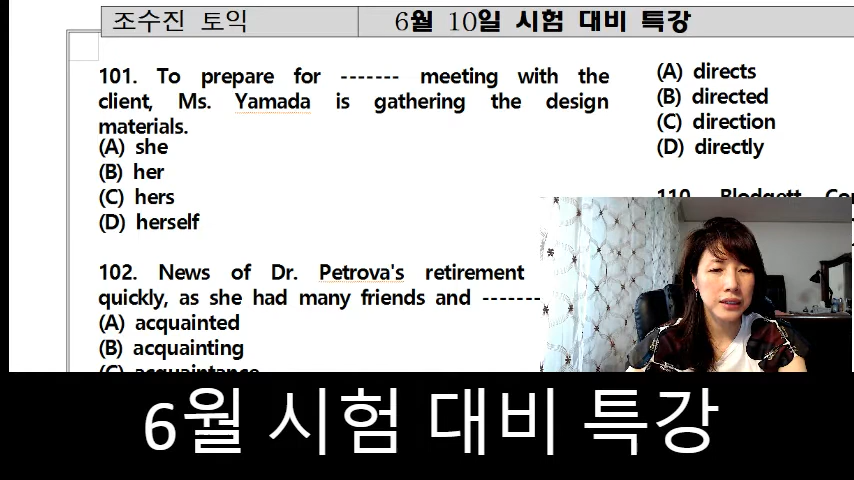 조수진 토익
6월 10일 시험 대비 특강
101. To prepare for ------- meeting with the
client, Ms. Yamada is gathering the design
materials.
(A) she
(B) her
(C) hers
(D) herself
102. News of Dr. Petrova's retirement
quickly, as she had many friends and -------
(A) acquainted
(B) acquainting
(C) acquaintance
(A) directs
(B) directed
(C) direction
(D) directly
110. Blodgett
6월 시험 대비 특강